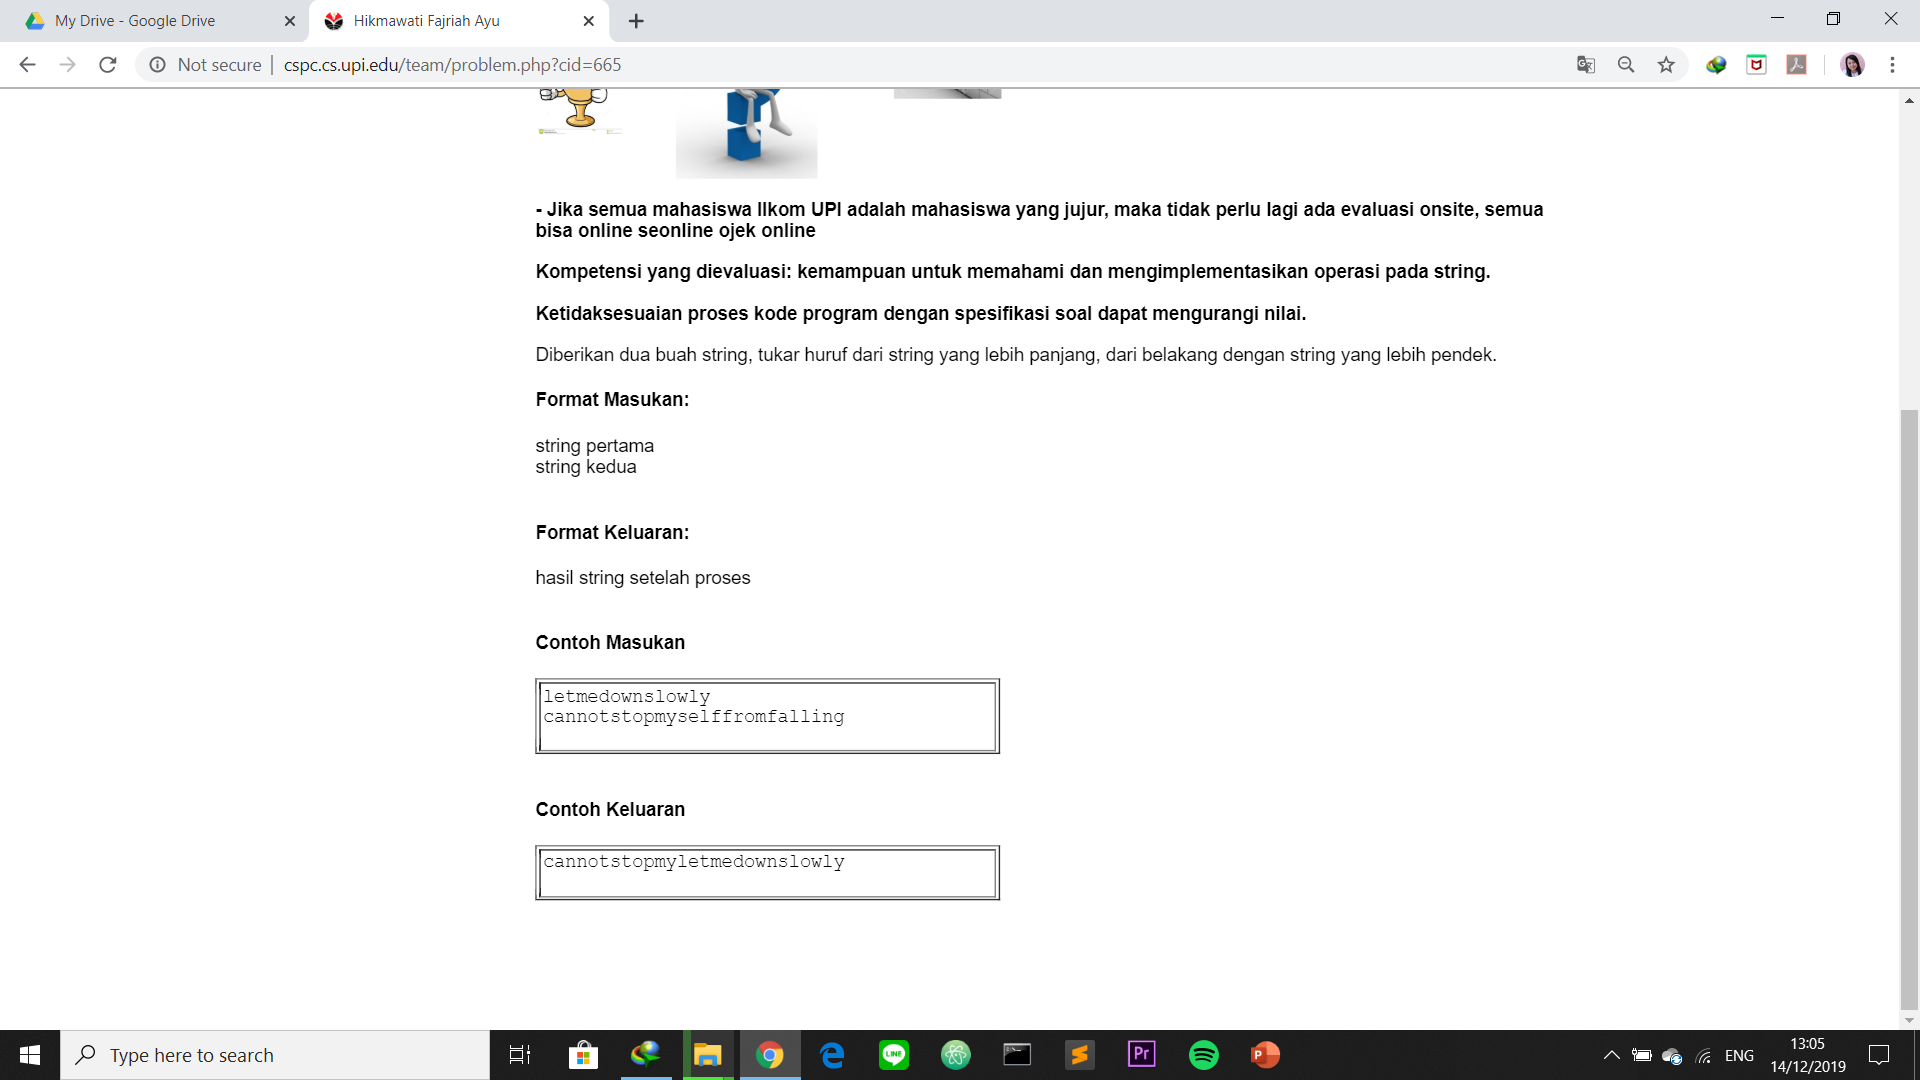 My Drive - Google Drive
Hikmawati Fajriah Ayu
Not secure | cspc.cs.upi.edu/team/problem.php?cid=665
- Jika semua mahasiswa Ilkom UPI adalah mahasiswa yang jujur, maka tidak perlu lagi ada evaluasi onsite, semua
bisa online seonline ojek online
Kompetensi yang dievaluasi: kemampuan untuk memahami dan mengimplementasikan operasi pada string.
Ketidaksesuaian proses kode program dengan spesifikasi soal dapat mengurangi nilai.
Diberikan dua buah string, tukar huruf dari string yang lebih panjang, dari belakang dengan string yang lebih pendek.
Format Masukan:
string pertama
string kedua
Format Keluaran:
hasil string setelah proses
Contoh Masukan
letmedownslowly
cannotstopmyselffromfalling
Contoh Keluaran
cannotstopmyletmedownslowly
Type here to search
LINE
Pr
P
ENG
13:05
14/12/2019